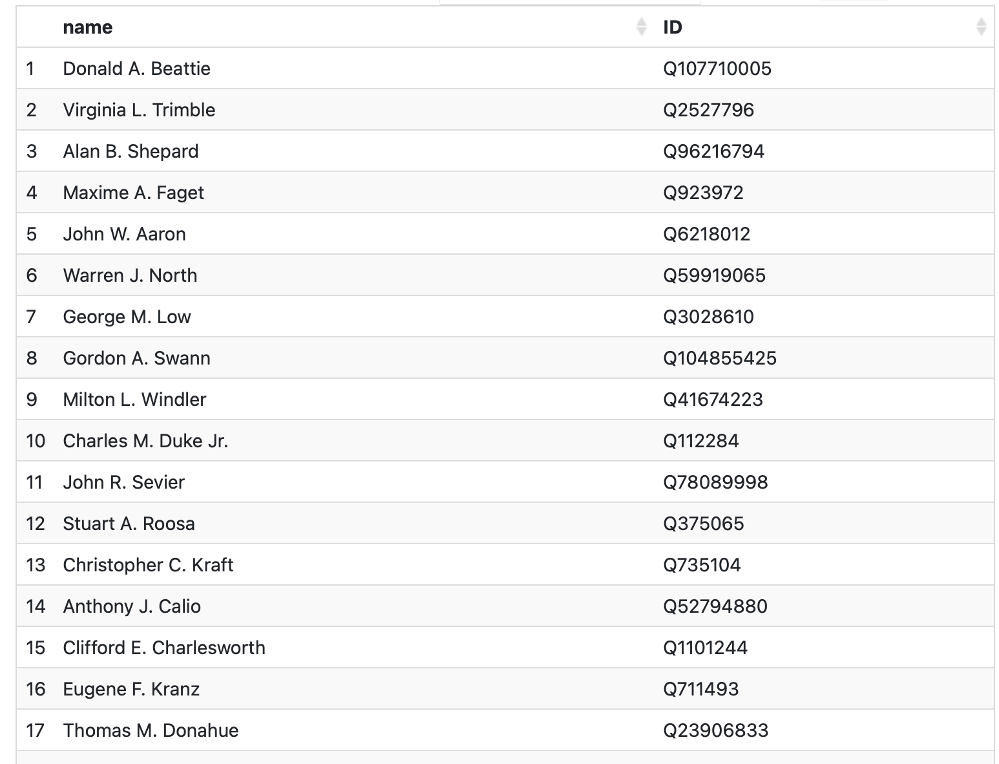 name ID
1 Donald A. Beattie Q107710005
2 Virginia L. Trimble Q2527796
3 Alan B. Shepard Q96216794
4 Maxime A. Faget Q923972
5 John W. Aaron Q6218012
6 Warren J. North Q59919065
7 George M. Low Q3028610
8 Gordon A. Swann Q104855425
9 Milton L. Windler Q41674223
10 Charles M. Duke Jr. Q112284
11 John R. Sevier Q78089998
12 Stuart A. Roosa Q375065
13 Christopher C. Kraft Q735104
14 Anthony J. Calio Q52794880
15 Clifford E. Charlesworth Q1101244
16 Eugene F. Kranz Q711493
17 Thomas M. Donahue Q23906833